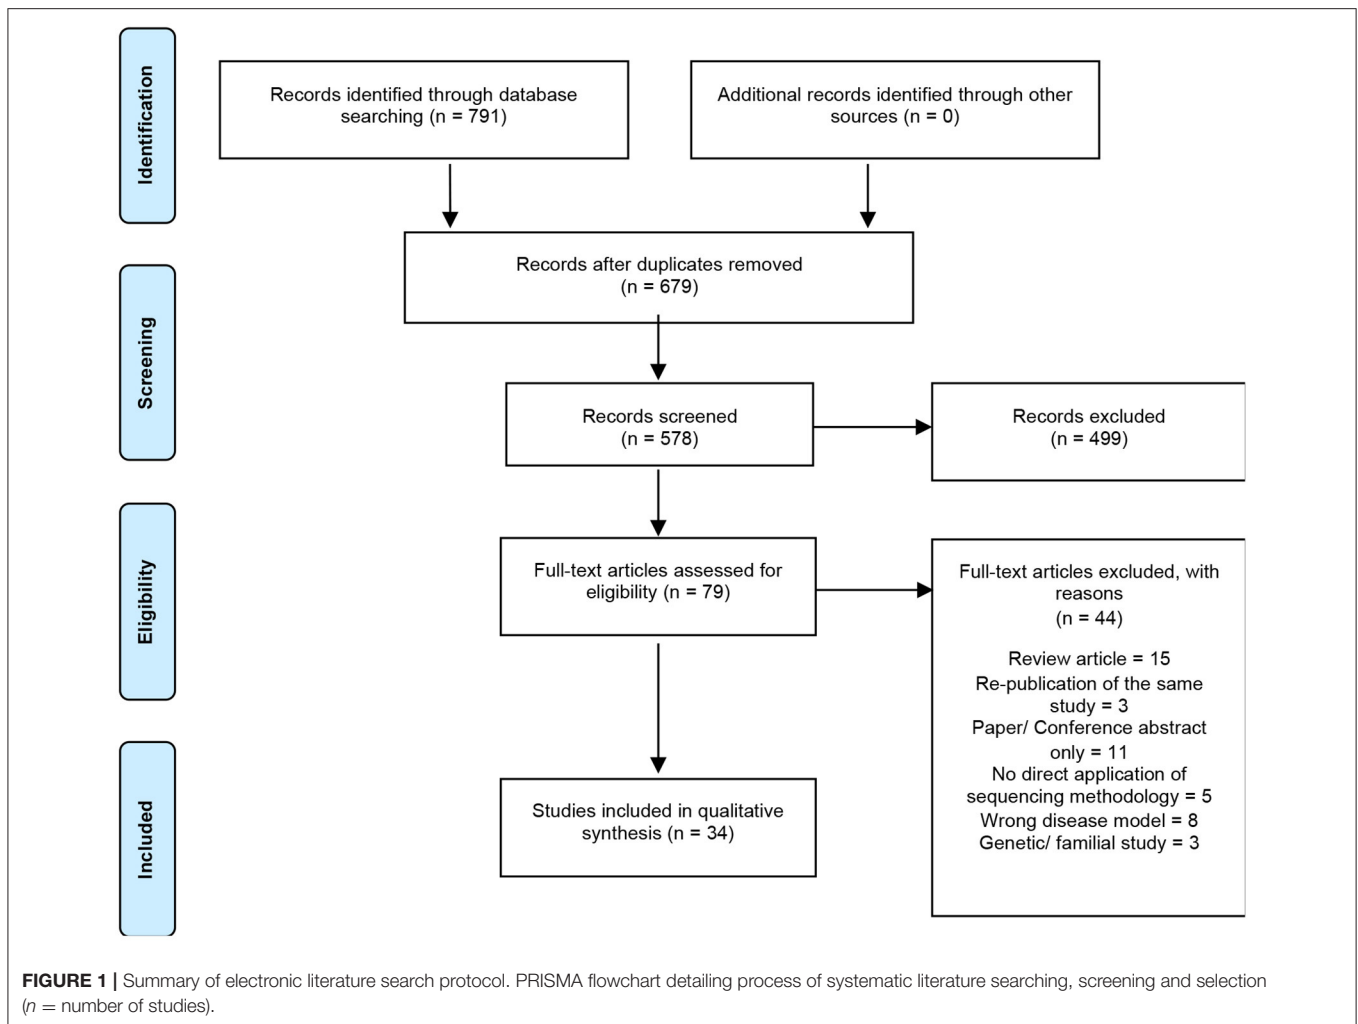 Identification
Records identified through database
searching (n = 791)
Additional records identified through other
sources (n = 0)
Records after duplicates removed
(n = 679)
Screening
Records screened
(n = 578)
Records excluded
(n = 499)
Eligibility
Full-text articles assessed for
eligibility (n = 79)
Full-text articles excluded, with
reasons
(n = 44)
Review article = 15
Re-publication of the same
study = 3
Paper/ Conference abstract
only = 11
No direct application of
sequencing methodology = 5
Wrong disease model = 8
Genetic/ familial study = 3
Included
Studies included in qualitative
synthesis (n = 34)
FIGURE 1 | Summary of electronic literature search protocol. PRISMA flowchart detailing process of systematic literature searching, screening and selection
(n = number of studies).